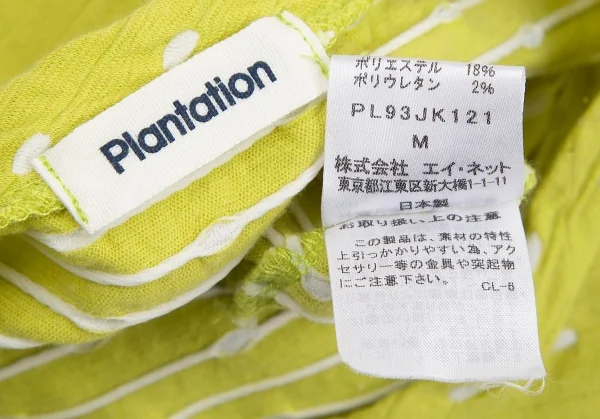 Plantation
ポリエステル 18%
ポリウレタン 2%
PL93JK121
M
株式会社 エイ・ネット
東京都江東区新大橋1-1-11
日本製
お取り扱い上の注意
この製品は、素材の特性
上引っかかりやすい為、アク
セサリー等の金具や突起物
にご注意下さい。
CL-6